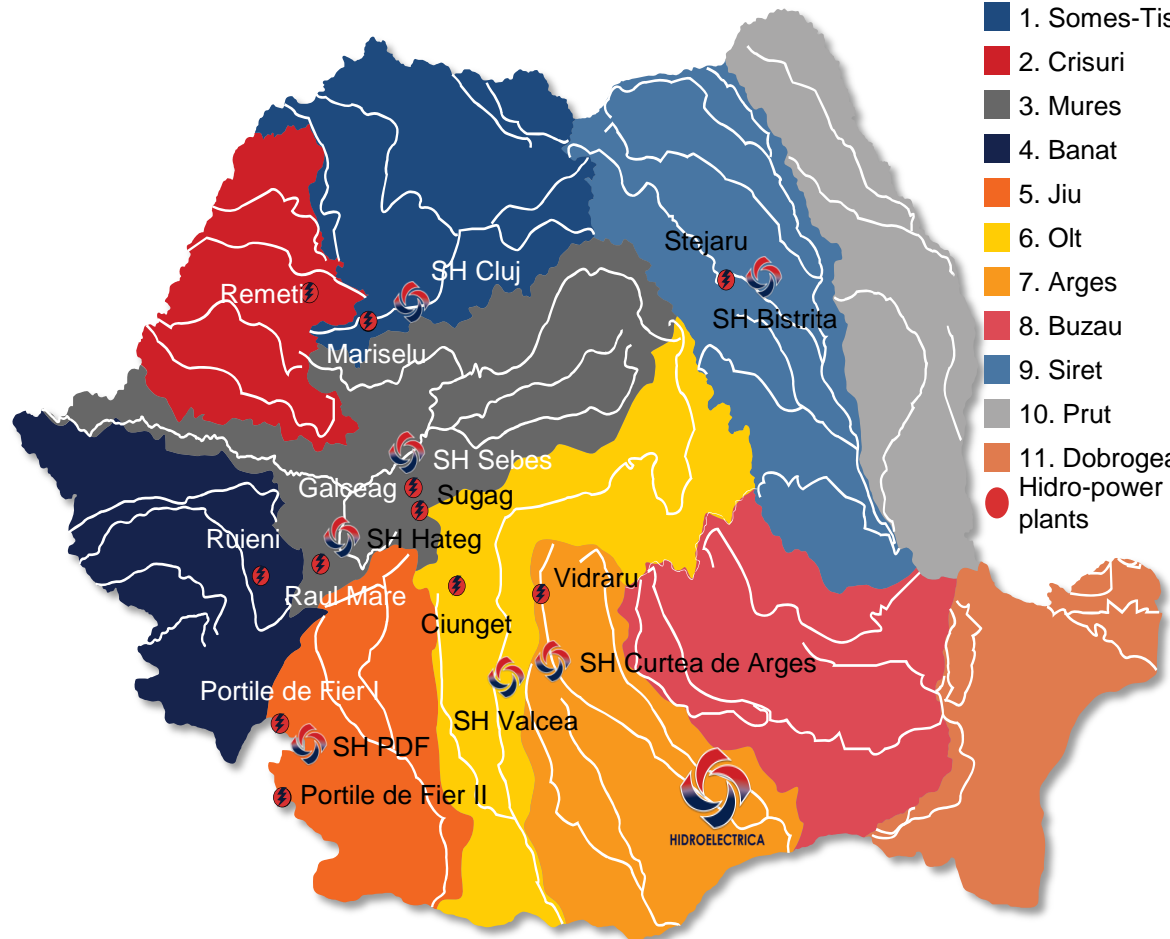 1. Somes-Tis
2. Crisuri
3. Mures
4. Banat
5. Jiu
6. Olt
7. Arges
8. Buzau
9. Siret
10. Prut
11. Dobrogea
Hidro-power
plants
Stejaru
SH Bistrita
SH Cluj
Remeti
Mariselu
SH Sebes
Galceag
Sugag
Ruieni
SH Hateg
Raul Mare
Ciunget
Vidraru
SH Curtea de Arges
Portile de Fier I
SH Valcea
SH PDF
Portile de Fier II
HIDROELECTRICA